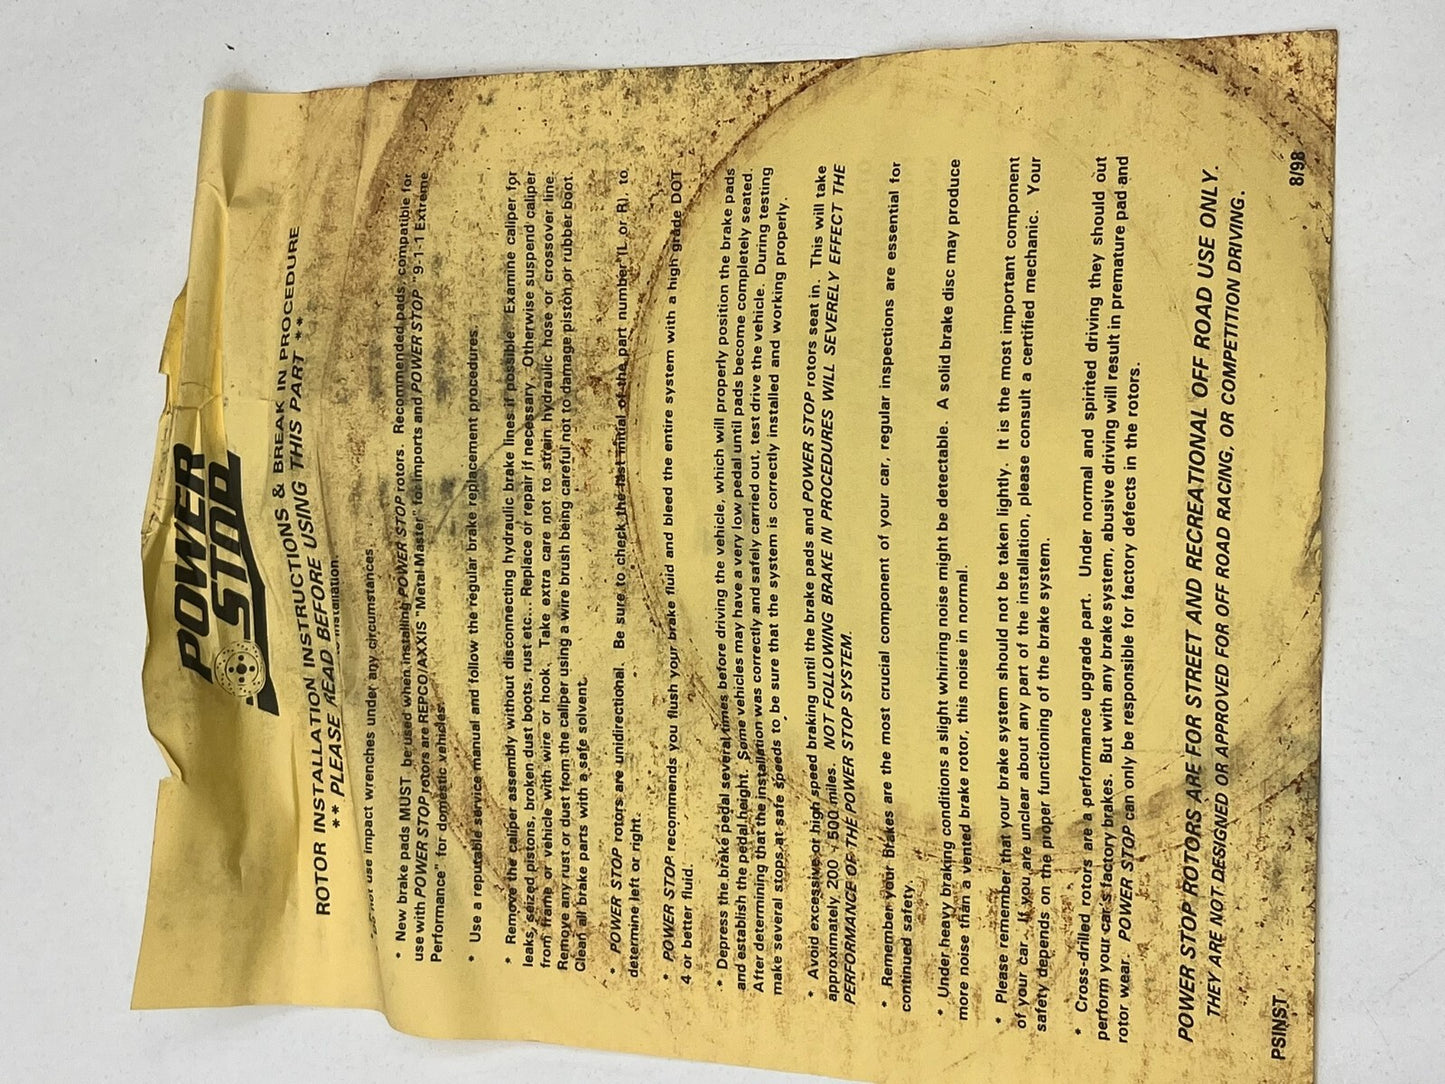 POWER
STOP
ROTOR INSTALLATION INSTRUCTIONS & BREAK IN PROCEDURE
** PLEASE READ BEFORE USING THIS PART **
installation.
not use impact wrenches under any circumstances.
* New brake pads MUST be used when installing POWER STOP rotors. Recommended pads compatible for
use with POWER STOP rotors are REPCO/AXXIS "Metal Master" for imports and POWER STOP "9-1-1 Extreme
Performance" for domestic vehicles.
* Use a reputable service manual and follow the regular brake replacement procedures.
* Remove the caliper assembly without disconnecting hydraulic brake lines if possible. Examine caliper for
leaks, seized pistons, broken dust boots, rust etc... Replace or repair if necessary. Otherwise suspend caliper
from frame or vehicle with wire or hook. Take extra care not to strain hydraulic hose or crossover line.
Remove any rust or dust from the caliper using a wire brush being careful not to damage piston or rubber boot.
Clean all brake parts with a safe solvent.
* POWER STOP rotors are unidirectional. Be sure to check the last initial of the part number (L or R), to
determine left or right.
* POWER STOP recommends you flush your brake fluid and bleed the entire system with a high grade DOT
4 or better fluid.
* Depress the brake pedal several times before driving the vehicle, which will properly position the brake pads
and establish the pedal height. Some vehicles may have a very low pedal until pads become completely seated.
After determining that the installation was correctly and safely carried out, test drive the vehicle. During testing
make several stops at safe speeds to be sure that the system is correctly installed and working properly.
* Avoid excessive or high speed braking until the brake pads and POWER STOP rotors seat in. This will take
approximately 200 - 500 miles. NOT FOLLOWING BRAKE IN PROCEDURES WILL SEVERELY EFFECT THE
PERFORMANCE OF THE POWER STOP SYSTEM.
* Remember your Brakes are the most crucial component of your car, regular inspections are essential for
continued safety.
* Under heavy braking conditions a slight whirring noise might be detectable. A solid brake disc may produce
more noise than a vented brake rotor, this noise in normal.
* Please remember that your brake system should not be taken lightly. It is the most important component
of your car. If you are unclear about any part of the installation, please consult a certified mechanic. Your
safety depends on the proper functioning of the brake system.
* Cross-drilled rotors are a performance upgrade part. Under normal and spirited driving they should out
perform your car's factory brakes. But with any brake system, abusive driving will result in premature pad and
rotor wear. POWER STOP can only be responsible for factory defects in the rotors.
POWER STOP ROTORS ARE FOR STREET AND RECREATIONAL OFF ROAD USE ONLY.
THEY ARE NOT DESIGNED OR APPROVED FOR OFF ROAD RACING, OR COMPETITION DRIVING.
PSINST 8/98